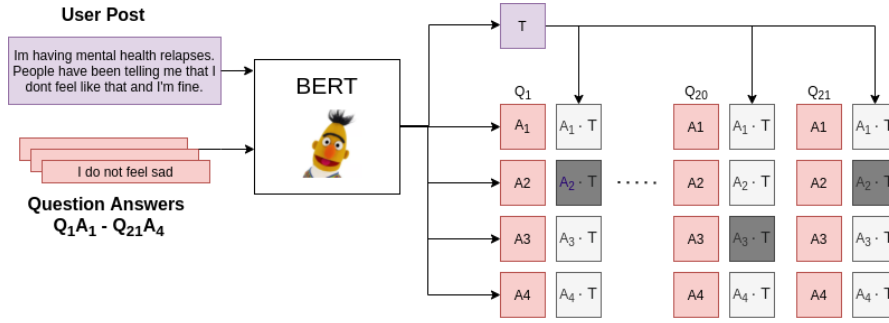 User Post
Im having mental health relapses.
People have been telling me that I
dont feel like that and I'm fine.
I do not feel sad
Question Answers
Q₁A₁ - Q₂₁A₄
BERT
T
Q₁ Q₂₀ Q₂₁
A₁ A₁ · T A1 A₁ · T A1 A₁ · T
A2 A₂ · T ..... A2 A₂ · T A2 A₂ · T
A3 A₃ · T A3 A₃ · T A3 A₃ · T
A4 A₄ · T A4 A₄ · T A4 A₄ · T